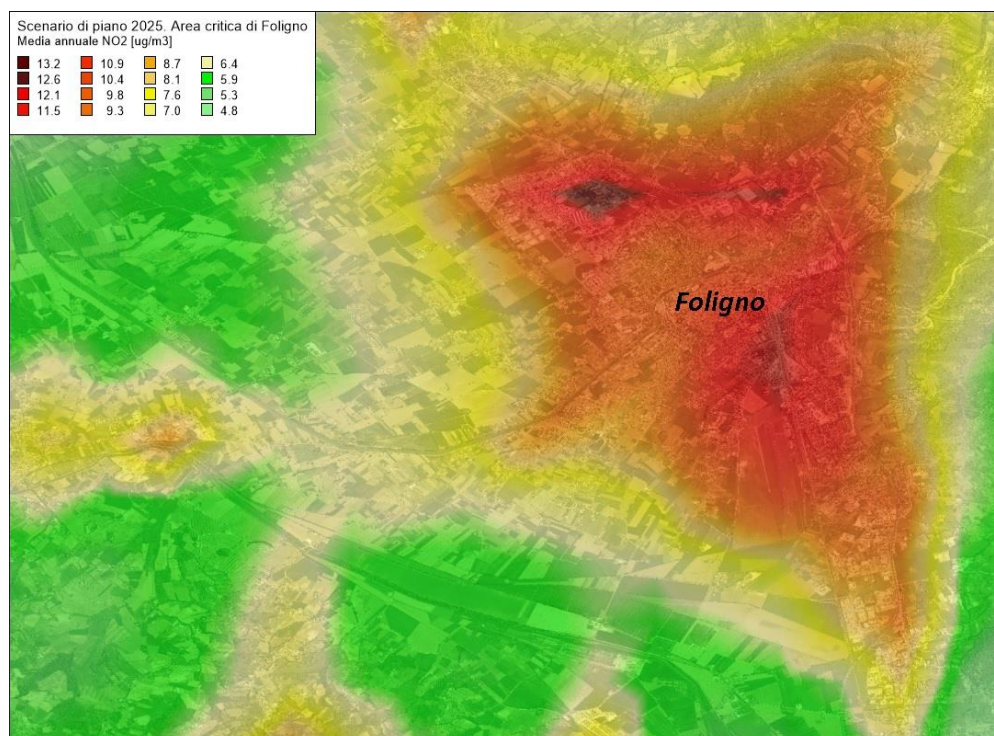 Scenario di piano 2025. Area critica di Foligno
Media annuale NO2 [ug/m3]
13.2 10.9 8.7 6.4
12.6 10.4 8.1 5.9
12.1 9.8 7.6 5.3
11.5 9.3 7.0 4.8
Foligno